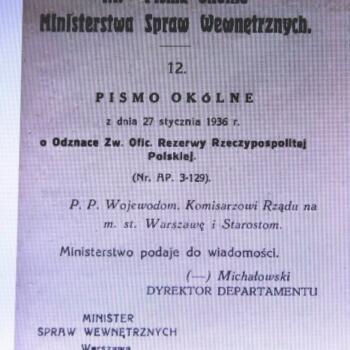 Ministerstwa Spraw Wewnętrznych.
12.
PISMO OKÓLNE
z dnia 27 stycznia 1936 r.
o Odznace Zw. Ofic. Rezerwy Rzeczypospolitej
Polskiej.
(Nr. AP. 3-129).
P. P. Wojewodom, Komisarzowi Rządu na
m. st. Warszawę i Starostom.
Ministerstwo podaje do wiadomości.
(—) Michałowski
DYREKTOR DEPARTAMENTU
MINISTER
SPRAW WEWNĘTRZNYCH
Warszawa